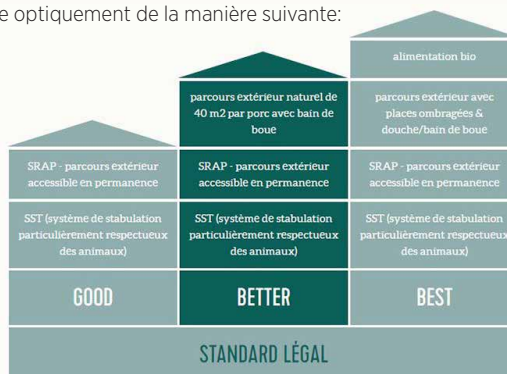 e optiquement de la manière suivante:
alimentation bio
parcours extérieur naturel de
40 m2 par porc avec bain de
boue
parcours extérieur avec
places ombragées &
douche/bain de boue
SRAP - parcours extérieur
accessible en permanence
SRAP - parcours extérieur
accessible en permanence
SRAP - parcours extérieur
accessible en permanence
SST (système de stabulation
particulièrement respectueux
des animaux)
SST (système de stabulation
particulièrement respectueux
des animaux)
SST (système de stabulation
particulièrement respectueux
des animaux)
GOOD
BETTER
BEST
STANDARD LÉGAL